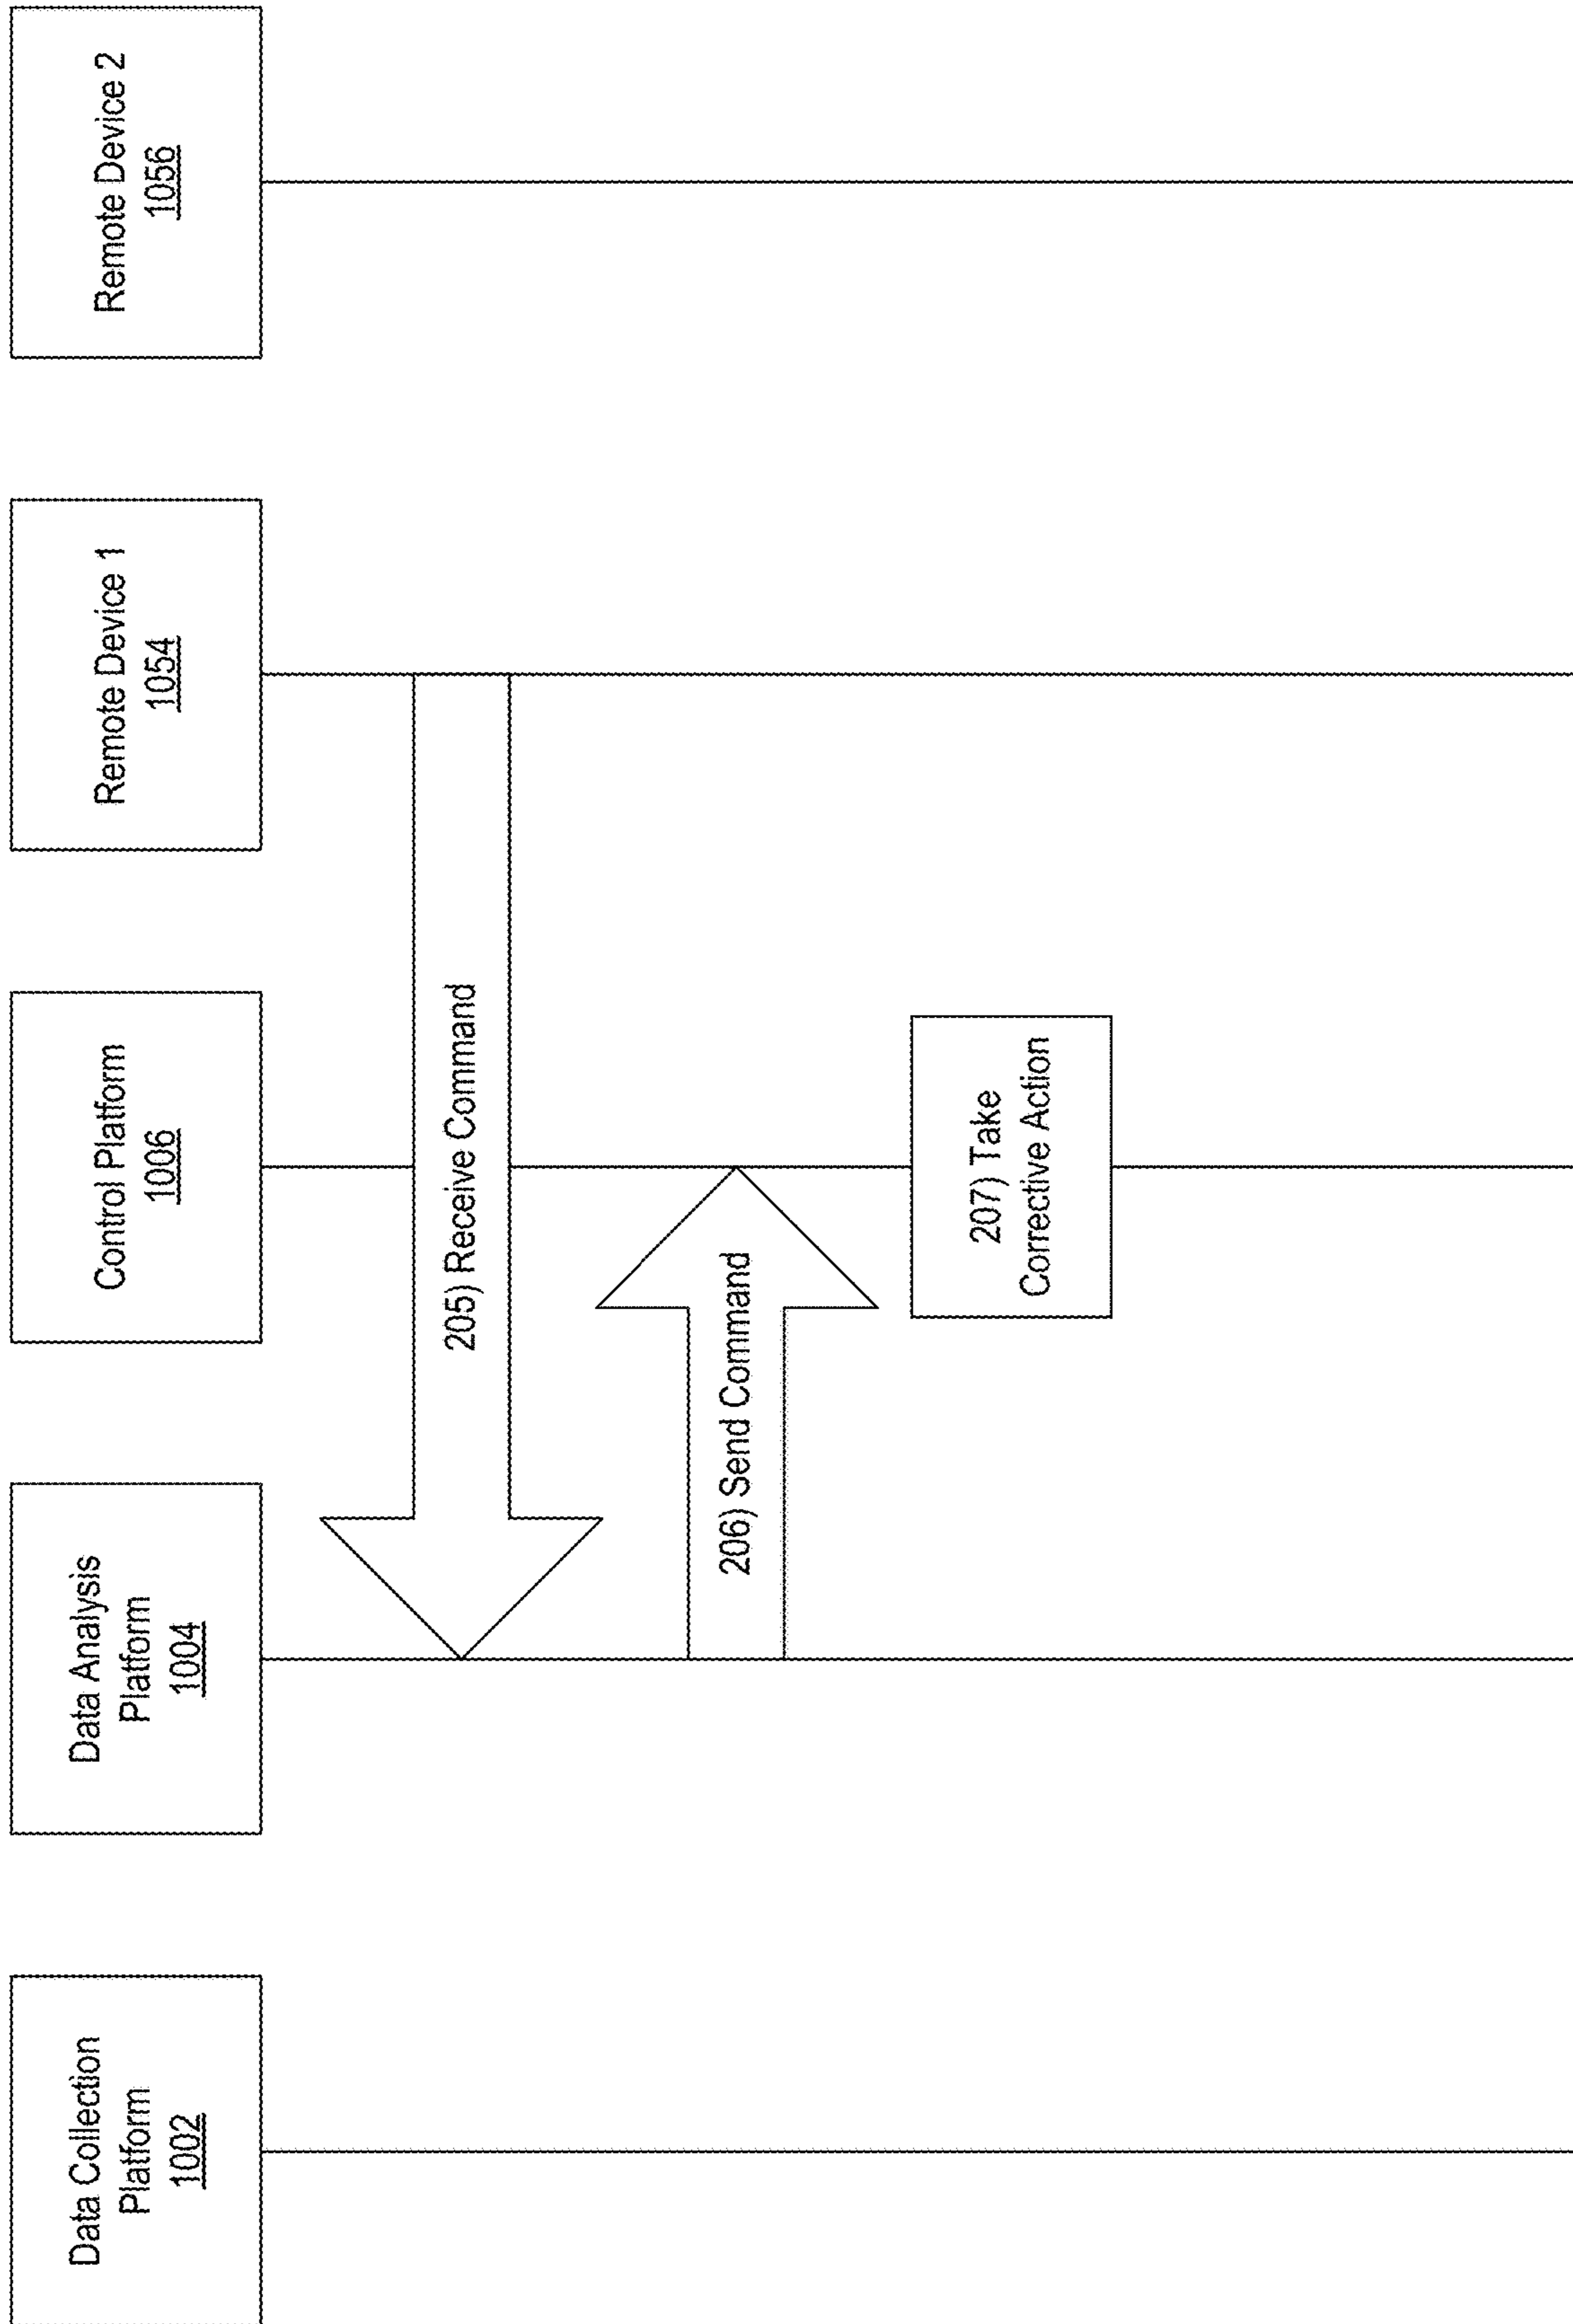 Data Collection
Platform
1002
Data Analysis
Platform
1004
Control Platform
1006
Remote Device 1
1054
Remote Device 2
1056
205) Receive Command
206) Send Command
207) Take
Corrective Action